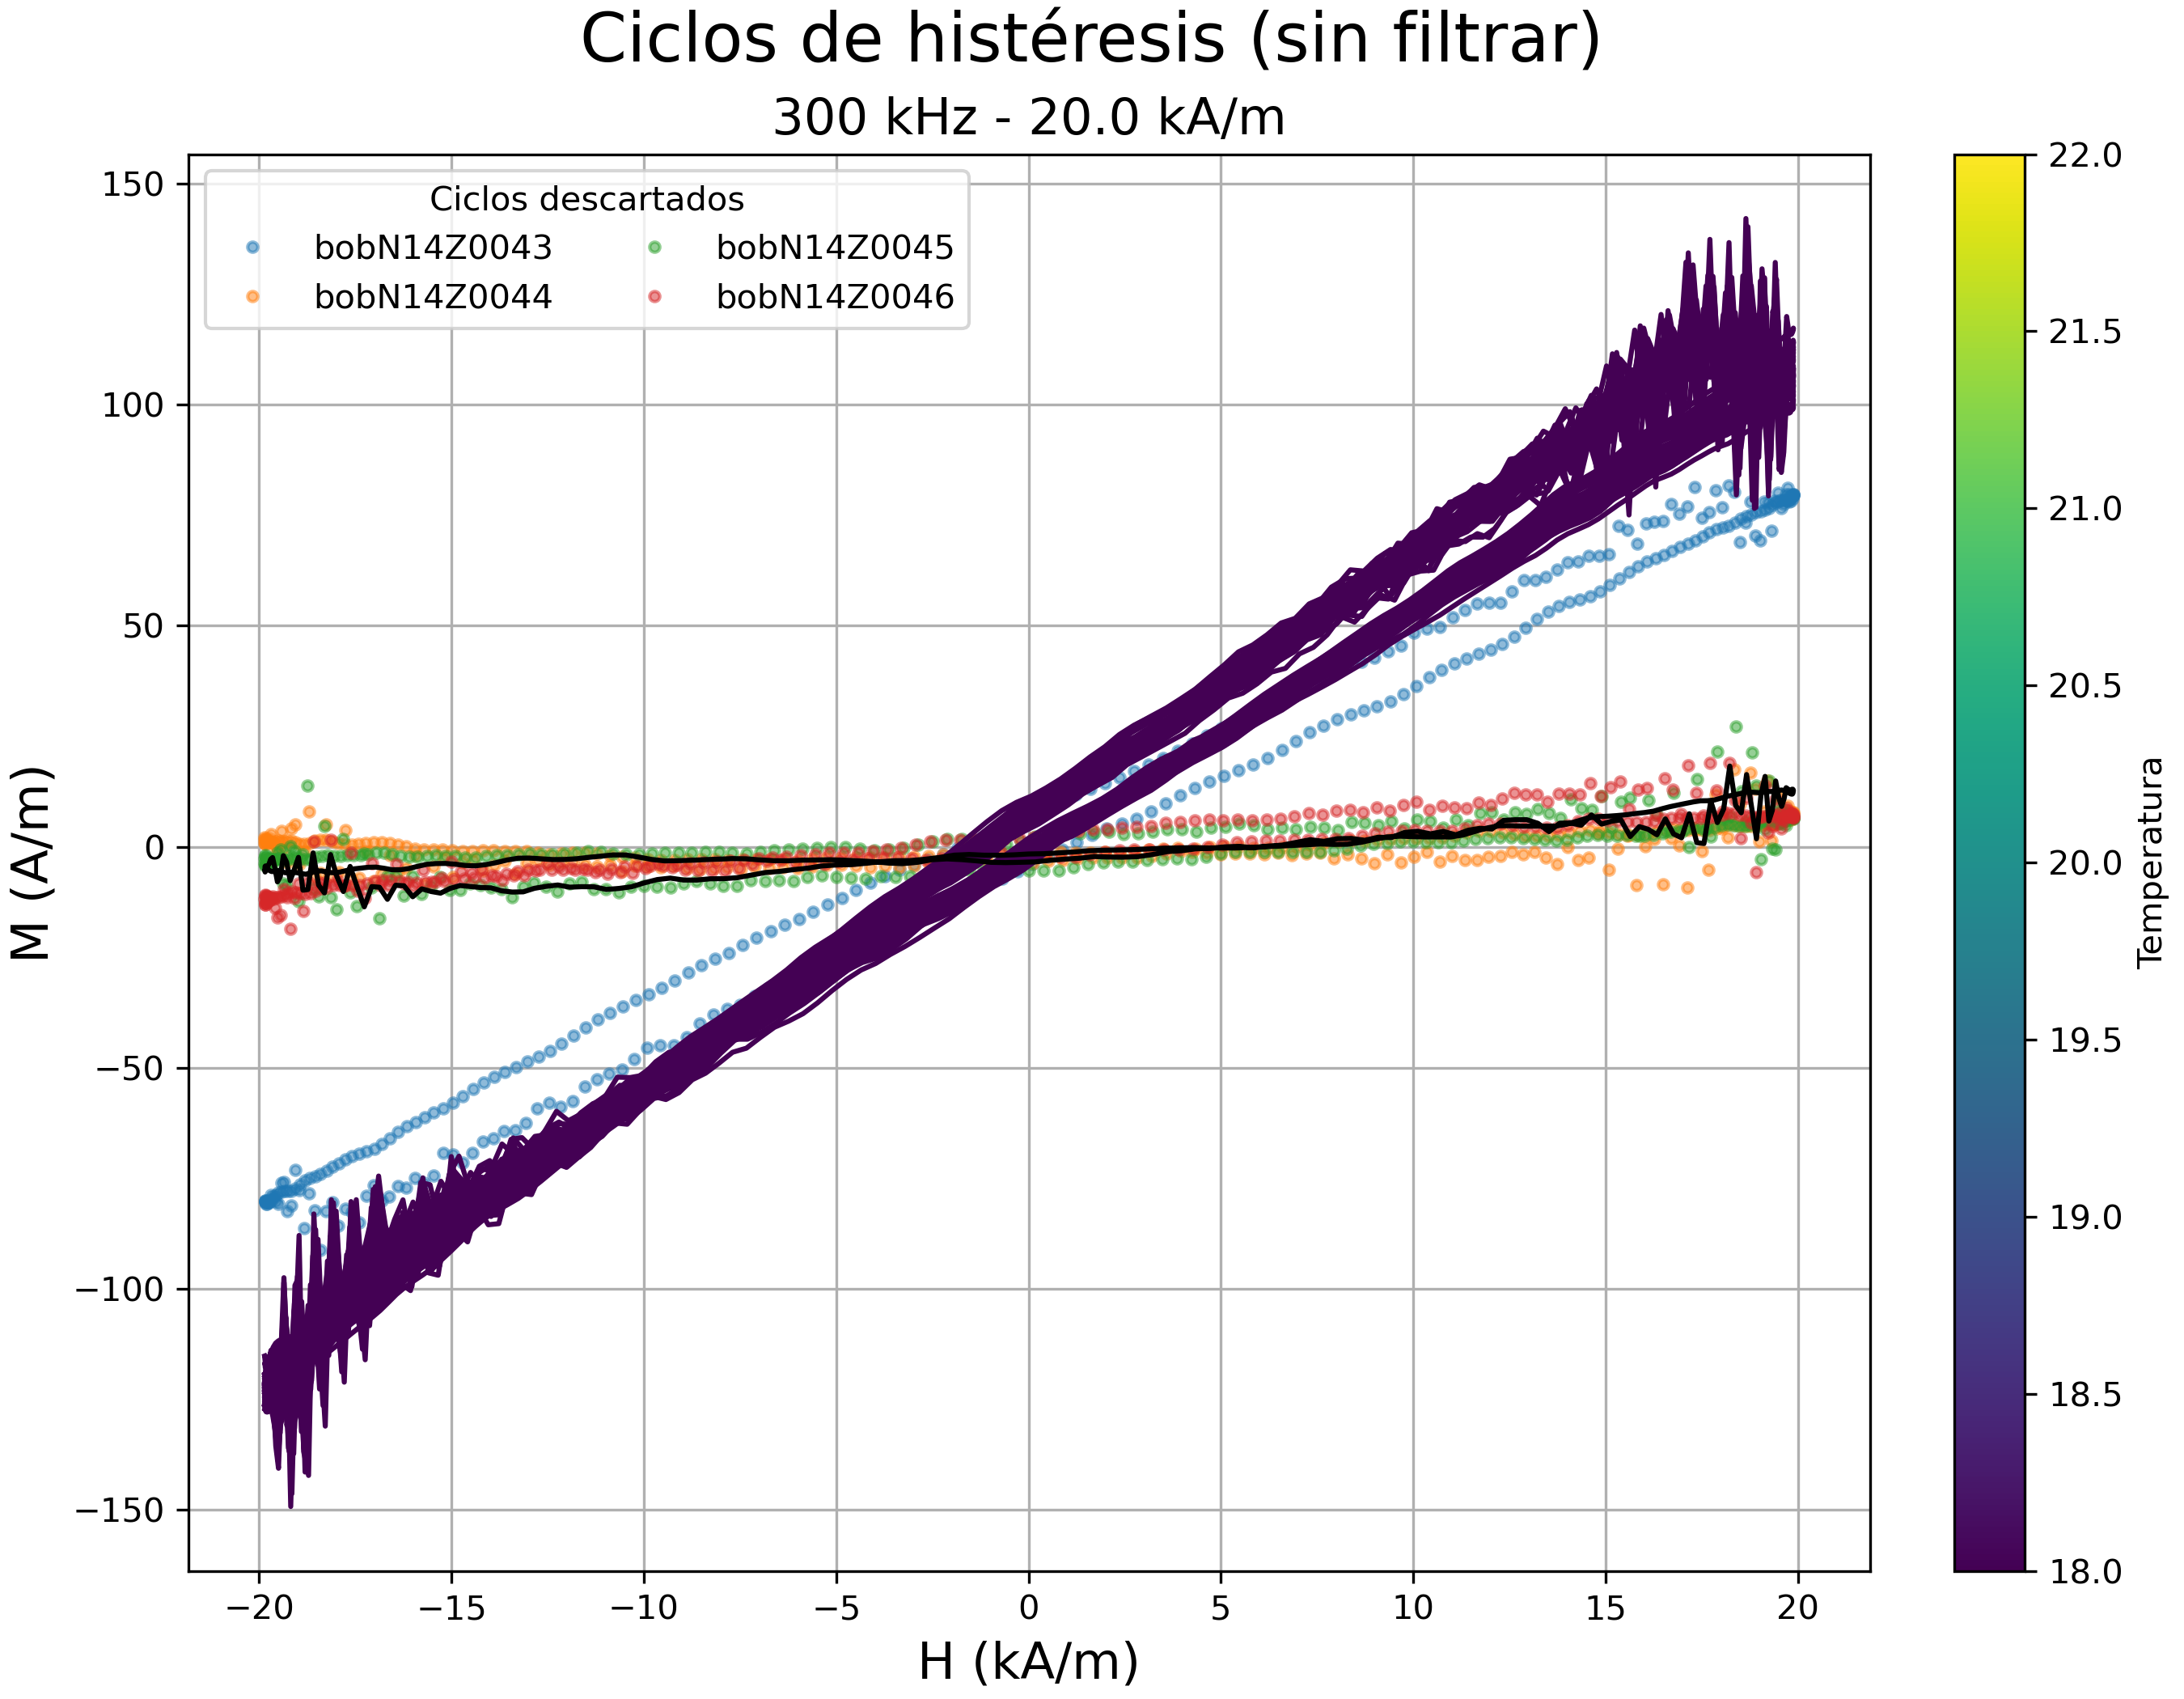 Ciclos de histéresis (sin filtrar)
300 kHz - 20.0 kA/m
Ciclos descartados
bobN14Z0043 bobN14Z0045
bobN14Z0044 bobN14Z0046
150
100
50
0
−50
−100
−150
M (A/m)
−20 −15 −10 −5 0 5 10 15 20
H (kA/m)
22.0
21.5
21.0
20.5
20.0
19.5
19.0
18.5
18.0
Temperatura